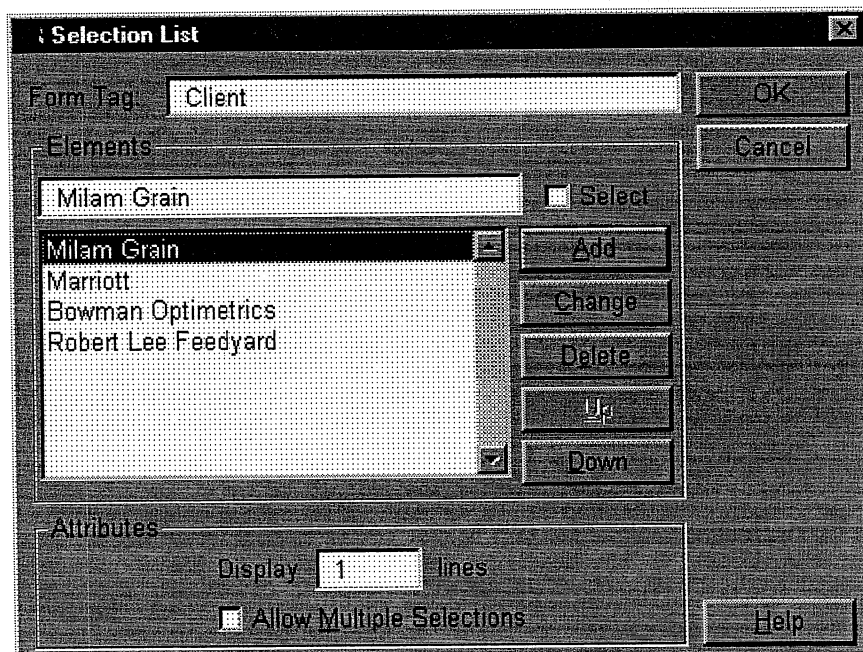 Selection List
Form Tag: Client
OK
Cancel
Elements
Milam Grain
Select
Milam Grain
Marriott
Bowman Optimetrics
Robert Lee Feedyard
Add
Change
Delete
Up
Down
Attributes
Display 1 lines
Allow Multiple Selections
Help